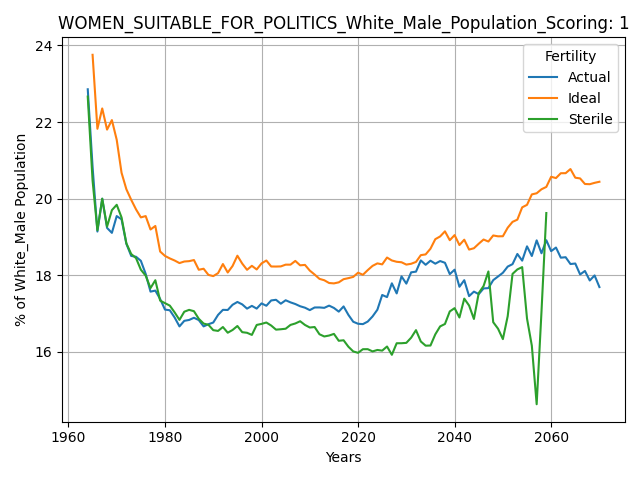 WOMEN_SUITABLE_FOR_POLITICS_White_Male_Population_Scoring: 1
Fertility
Actual
Ideal
Sterile
% of White_Male Population
24
22
20
18
16
1960
1980
2000
2020
2040
2060
Years